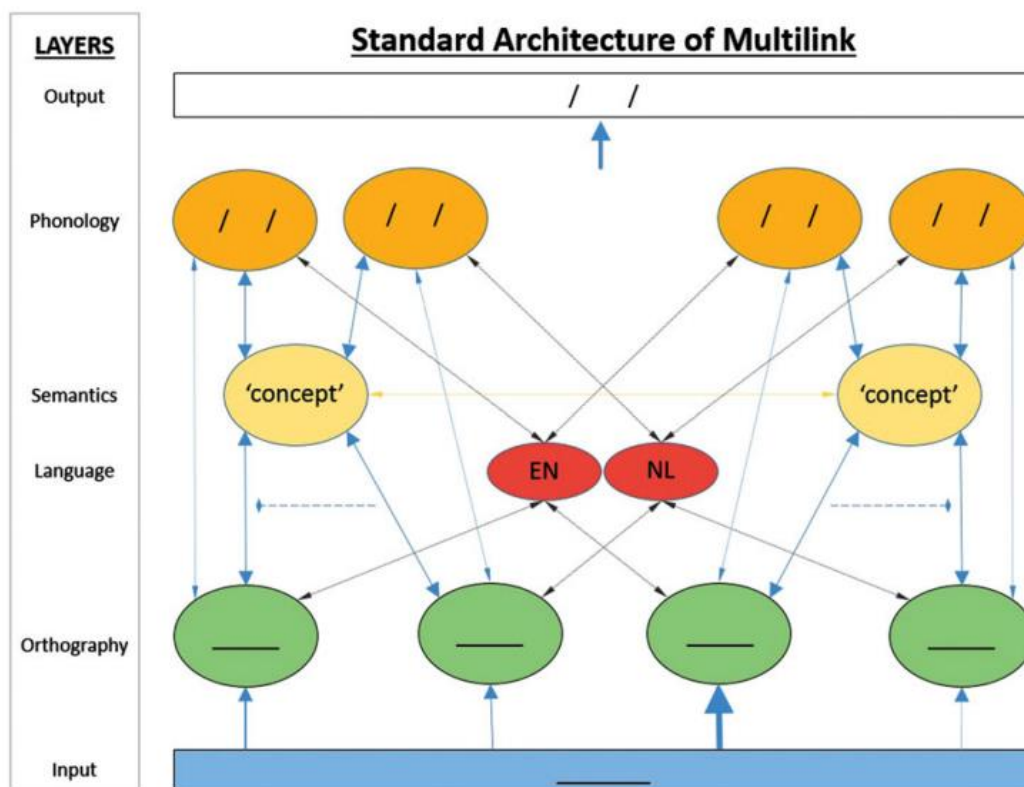 LAYERS
Standard Architecture of Multilink
Output
/ /
Phonology
/ /
/ /
/ /
/ /
Semantics
'concept'
'concept'
Language
EN
NL
Orthography
Input